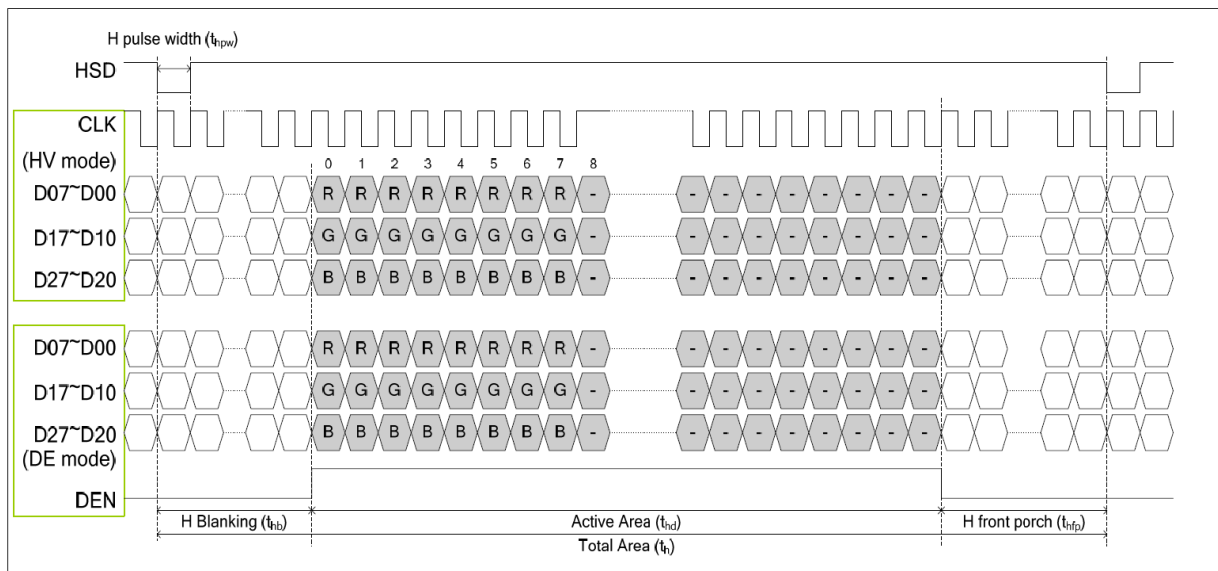 H pulse width (thpw)
HSD
CLK
(HV mode)
0 1 2 3 4 5 6 7 8
D07~D00
R R R R R R R R - - - - - - - - -
D17~D10
G G G G G G G G - - - - - - - - -
D27~D20
B B B B B B B B - - - - - - - - -
D07~D00
R R R R R R R R - - - - - - - - -
D17~D10
G G G G G G G G - - - - - - - - -
D27~D20
B B B B B B B B - - - - - - - - -
(DE mode)
DEN
H Blanking (thb) Active Area (thd) H front porch (thfp)
Total Area (th)